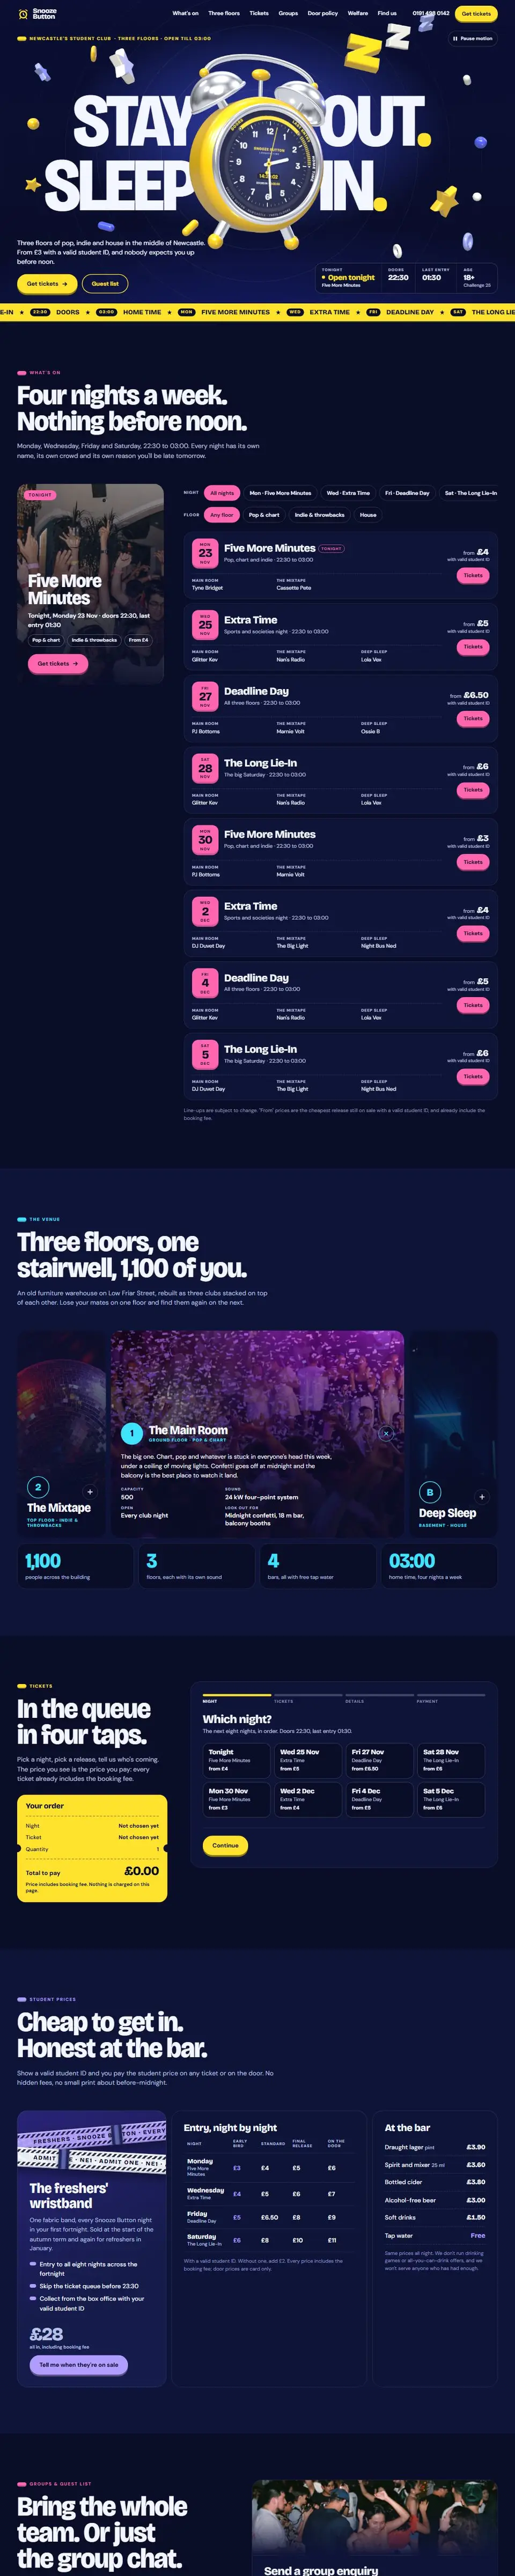 Snooze
Button
What's on
Three floors
Tickets
Groups
Door policy
Welfare
Find us
0191 498 0142
Get tickets
NEWCASTLE'S STUDENT CLUB · THREE FLOORS · OPEN TILL 03:00
Pause motion
STAY OUT.
SLEEP IN.
Three floors of pop, indie and house in the middle of Newcastle.
From £3 with a valid student ID, and nobody expects you up
before noon.
Get tickets →
Guest list
TONIGHT
Open tonight
Five More Minutes
DOORS
22:30
LAST ENTRY
01:30
AGE
18+
Challenge 25
E-IN ★ 22:30 DOORS ★ 03:00 HOME TIME ★ MON FIVE MORE MINUTES ★ WED EXTRA TIME ★ FRI DEADLINE DAY ★ SAT THE LONG LIE
WHAT'S ON
Four nights a week.
Nothing before noon.
Monday, Wednesday, Friday and Saturday, 22:30 to 03:00. Every night has its own
name, its own crowd and its own reason you'll be late tomorrow.
TONIGHT
Five More
Minutes
Tonight, Monday 23 Nov · doors 22:30, last
entry 01:30
Pop & chart
Indie & throwbacks
From £4
Get tickets →
NIGHT
All nights
Mon · Five More Minutes
Wed · Extra Time
Fri · Deadline Day
Sat · The Long Lie-In
FLOOR
Any floor
Pop & chart
Indie & throwbacks
House
MON
23
NOV
Five More Minutes TONIGHT
Pop, chart and indie · 22:30 to 03:00
MAIN ROOM
Tyne Bridget
THE MIXTAPE
Cassette Pete
from £4
with valid student ID
Tickets
WED
25
NOV
Extra Time
Sports and societies night · 22:30 to 03:00
MAIN ROOM
Glitter Kev
THE MIXTAPE
Nan's Radio
DEEP SLEEP
Lola Vex
from £5
with valid student ID
Tickets
FRI
27
NOV
Deadline Day
All three floors · 22:30 to 03:00
MAIN ROOM
PJ Bottoms
THE MIXTAPE
Marnie Volt
DEEP SLEEP
Ossie B
from £6.50
with valid student ID
Tickets
SAT
28
NOV
The Long Lie-In
The big Saturday · 22:30 to 03:00
MAIN ROOM
Glitter Kev
THE MIXTAPE
Nan's Radio
DEEP SLEEP
Lola Vex
from £6
with valid student ID
Tickets
MON
30
NOV
Five More Minutes
Pop, chart and indie · 22:30 to 03:00
MAIN ROOM
PJ Bottoms
THE MIXTAPE
Marnie Volt
from £3
with valid student ID
Tickets
WED
2
DEC
Extra Time
Sports and societies night · 22:30 to 03:00
MAIN ROOM
DJ Duvet Day
THE MIXTAPE
The Big Light
DEEP SLEEP
Night Bus Ned
from £4
with valid student ID
Tickets
FRI
4
DEC
Deadline Day
All three floors · 22:30 to 03:00
MAIN ROOM
Glitter Kev
THE MIXTAPE
Nan's Radio
DEEP SLEEP
Lola Vex
from £5
with valid student ID
Tickets
SAT
5
DEC
The Long Lie-In
The big Saturday · 22:30 to 03:00
MAIN ROOM
DJ Duvet Day
THE MIXTAPE
The Big Light
DEEP SLEEP
Night Bus Ned
from £6
with valid student ID
Tickets
Line-ups are subject to change. "From" prices are the cheapest release still on sale with a valid student ID, and already include the
booking fee.
THE VENUE
Three floors, one
stairwell, 1,100 of you.
An old furniture warehouse on Low Friar Street, rebuilt as three clubs stacked on top
of each other. Lose your mates on one floor and find them again on the next.
2
The Mixtape
TOP FLOOR · INDIE &
THROWBACKS
1
The Main Room
GROUND FLOOR · POP & CHART
The big one. Chart, pop and whatever is stuck in everyone's head this week,
under a ceiling of moving lights. Confetti goes off at midnight and the
balcony is the best place to watch it land.
CAPACITY
500
SOUND
24 kW four-point system
OPEN
Every club night
LOOK OUT FOR
Midnight confetti, 18 m bar,
balcony booths
B
Deep Sleep
BASEMENT · HOUSE
1,100
people across the building
3
floors, each with its own sound
4
bars, all with free tap water
03:00
home time, four nights a week
TICKETS
In the queue
in four taps.
Pick a night, pick a release, tell us who's coming.
The price you see is the price you pay: every
ticket already includes the booking fee.
Your order
Night Not chosen yet
Ticket Not chosen yet
Quantity 1
Total to pay £0.00
Price includes booking fee. Nothing is charged on this
page.
NIGHT
TICKETS
DETAILS
PAYMENT
Which night?
The next eight nights, in order. Doors 22:30, last entry 01:30.
Tonight
Five More Minutes
from £4
Wed 25 Nov
Extra Time
from £5
Fri 27 Nov
Deadline Day
from £6.50
Sat 28 Nov
The Long Lie-In
from £6
Mon 30 Nov
Five More Minutes
from £3
Wed 2 Dec
Extra Time
from £4
Fri 4 Dec
Deadline Day
from £5
Sat 5 Dec
The Long Lie-In
from £6
Continue
STUDENT PRICES
Cheap to get in.
Honest at the bar.
Show a valid student ID and you pay the student price on any ticket or on the door. No
hidden fees, no small print about before-midnight.
The freshers'
wristband
One fabric band, every Snooze Button night
in your first fortnight. Sold at the start of the
autumn term and again for refreshers in
January.
Entry to all eight nights across the
fortnight
Skip the ticket queue before 23:30
Collect from the box office with your
valid student ID
£28
all in, including booking fee
Tell me when they're on sale
Entry, night by night
NIGHT EARLY BIRD STANDARD FINAL RELEASE ON THE DOOR
Monday Five More Minutes £3 £4 £5 £6
Wednesday Extra Time £4 £5 £6 £7
Friday Deadline Day £5 £6.50 £8 £9
Saturday The Long Lie-In £6 £8 £10 £11
With a valid student ID. Without one, add £3. Every price includes the
booking fee; door prices are card only.
At the bar
Draught lager pint £3.90
Spirit and mixer 25 ml £3.60
Bottled cider £3.80
Alcohol-free beer £3.00
Soft drinks £1.50
Tap water Free
Same prices all night. We don't run drinking
games or all-you-can-drink offers, and we
won't serve anyone who has had enough.
GROUPS & GUEST LIST
Bring the whole
team. Or just
the group chat.
Send a group enquiry